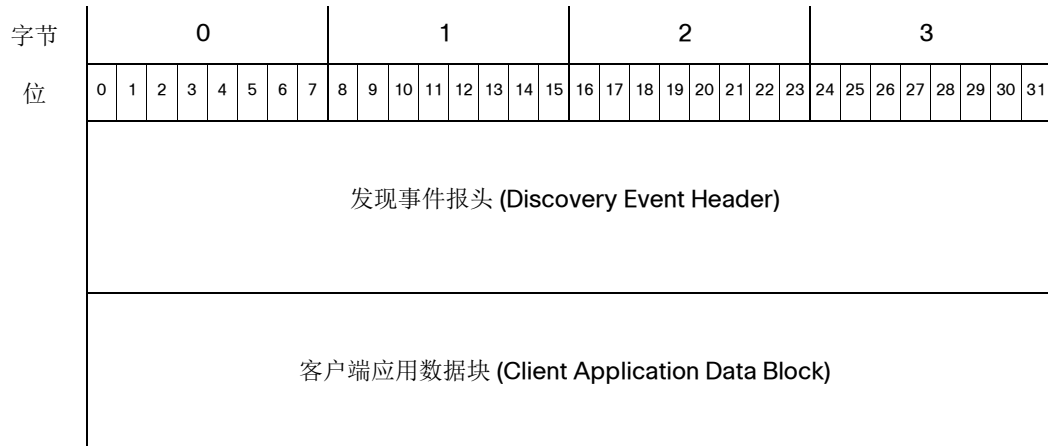 字节 0 1 2 3
位 0 1 2 3 4 5 6 7 8 9 10 11 12 13 14 15 16 17 18 19 20 21 22 23 24 25 26 27 28 29 30 31
发现事件报头 (Discovery Event Header)
客户端应用数据块 (Client Application Data Block)